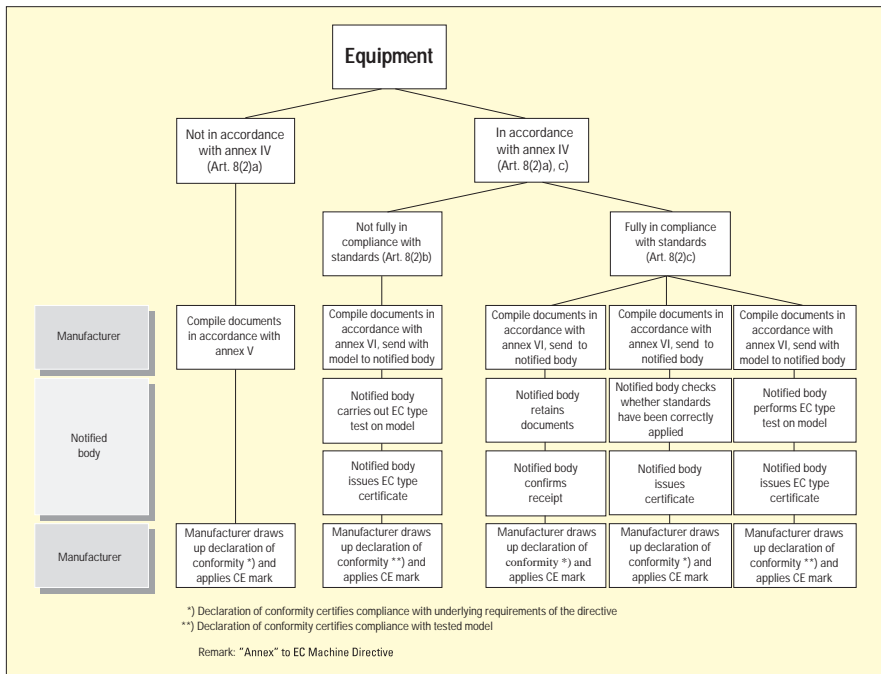 Equipment
Not in accordance
with annex IV
(Art. 8(2)a)
In accordance
with annex IV
(Art. 8(2)a), c)
Not fully in
compliance with
standards (Art. 8(2)b)
Fully in compliance
with standards
(Art. 8(2)c)
Manufacturer
Compile documents
in accordance with
annex V
Compile documents in
accordance with
annex VI, send with
model to notified body
Compile documents in
accordance with
annex VI, send to
notified body
Compile documents in
accordance with
annex VI, send to
notified body
Compile documents in
accordance with
annex VI, send with
model to notified body
Notified
body
Notified body
carries out EC type
test on model
Notified body
retains
documents
Notified body checks
whether standards
have been correctly
applied
Notified body
performs EC type
test on model
Notified body
issues EC type
certificate
Notified body
confirms
receipt
Notified body
issues
certificate
Notified body
issues EC type
certificate
Manufacturer
Manufacturer draws
up declaration of
conformity *) and
applies CE mark
Manufacturer draws
up declaration of
conformity **) and
applies CE mark
Manufacturer draws
up declaration of
conformity *) and
applies CE mark
Manufacturer draws
up declaration of
conformity *) and
applies CE mark
Manufacturer draws
up declaration of
conformity **) and
applies CE mark
*) Declaration of conformity certifies compliance with underlying requirements of the directive
**) Declaration of conformity certifies compliance with tested model
Remark: "Annex" to EC Machine Directive